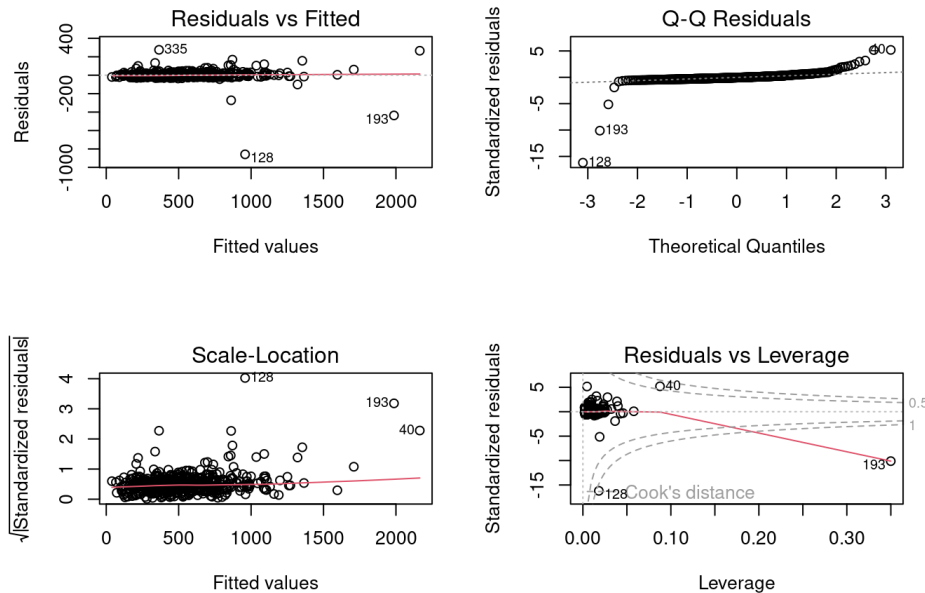 Residuals vs Fitted
Residuals
400
-200
-1000
335
193
128
0 500 1000 1500 2000
Fitted values
Q-Q Residuals
Standardized residuals
5
-5
-15
40
193
128
-3 -2 -1 0 1 2 3
Theoretical Quantiles
Scale-Location
√|Standardized residuals|
4
3
2
1
0
128
193
40
0 500 1000 1500 2000
Fitted values
Residuals vs Leverage
Standardized residuals
5
-5
-15
40
0.5
1
193
128
Cook's distance
0.00 0.10 0.20 0.30
Leverage